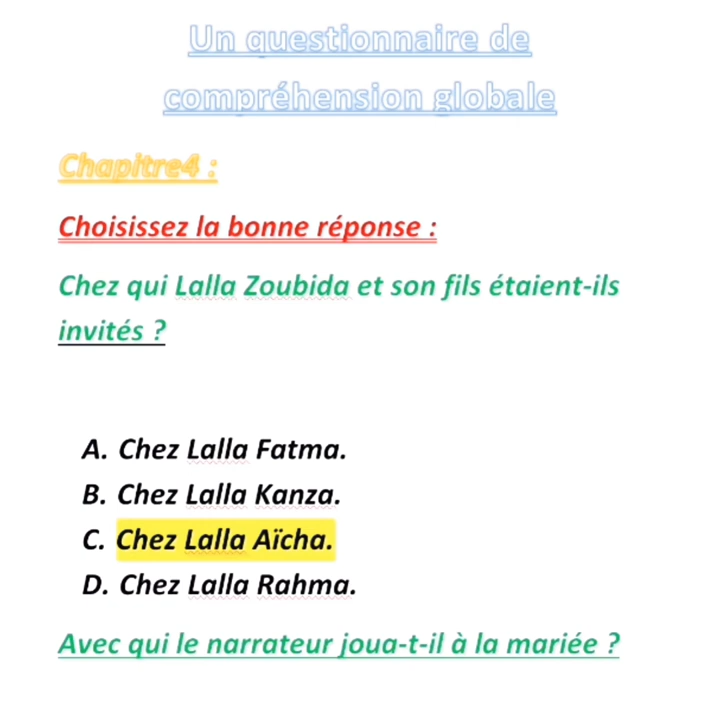 Un questionnaire de
compréhension globale
Chapitre4 :
Choisissez la bonne réponse :
Chez qui Lalla Zoubida et son fils étaient-ils
invités ?
A. Chez Lalla Fatma.
B. Chez Lalla Kanza.
C. Chez Lalla Aïcha.
D. Chez Lalla Rahma.
Avec qui le narrateur joua-t-il à la mariée ?